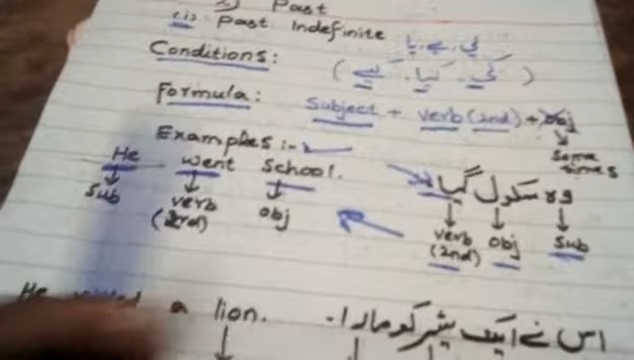 Past
(i) Past Indefinite
Conditions:
Formula: Subject + verb (2nd) + obj
some times
Examples:-
He went school.
وہ سکول گیا
sub verb (2nd) obj
verb (2nd) obj sub
He a lion.
اس نے ایک شیر کو مارا۔